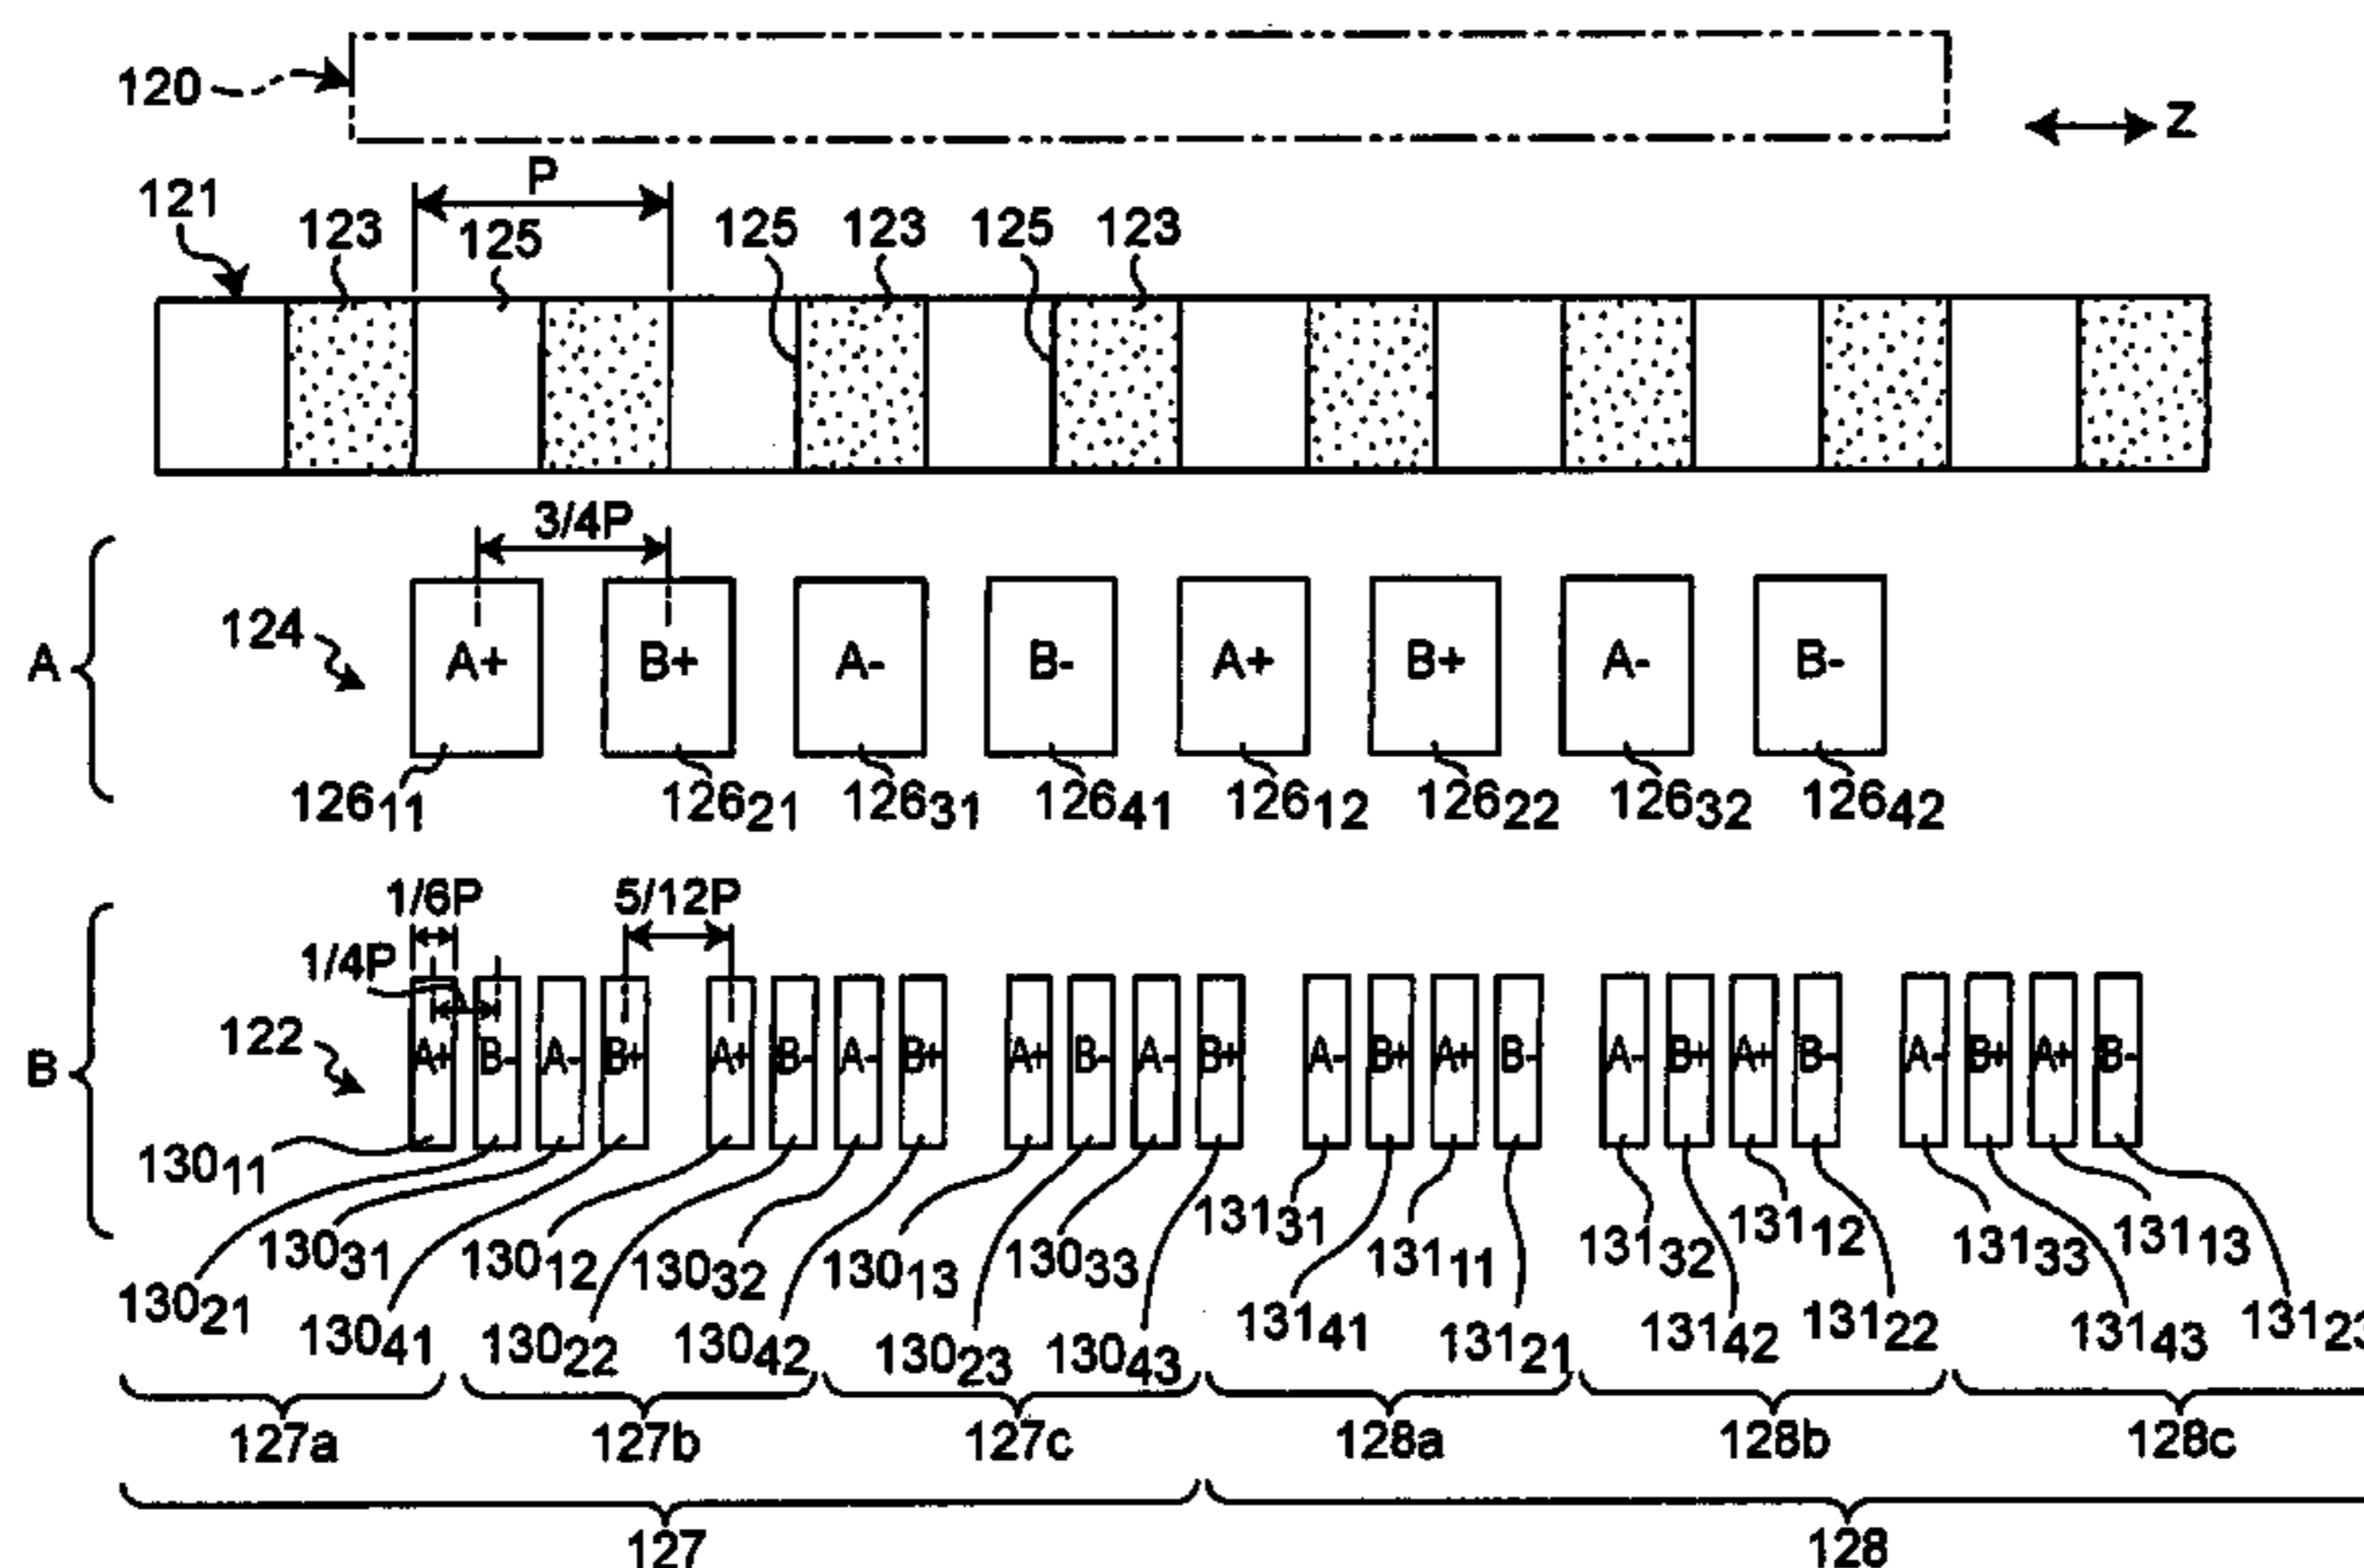 120
Z
P
121 123 125 125 123 125 123
3/4P
A
124
A+ B+ A- B- A+ B+ A- B-
126₁₁ 126₂₁ 126₃₁ 126₄₁ 126₁₂ 126₂₂ 126₃₂ 126₄₂
1/6P 5/12P
1/4P
B
122
A+ B- A- B+ A+ B- A- B+ A+ B- A- B+ A- B+ A+ B- A- B+ A+ B- A- B+ A+ B-
130₁₁ 131₃₁ 131₁₂
130₃₁ 130₁₂ 130₃₂ 130₁₃ 130₃₃ 131₁₁ 131₃₂ 131₃₃ 131₁₃
130₂₁ 130₄₁ 130₂₂ 130₄₂ 130₂₃ 130₄₃ 131₄₁ 131₂₁ 131₄₂ 131₂₂ 131₄₃ 131₂₃
127a 127b 127c 128a 128b 128c
127 128